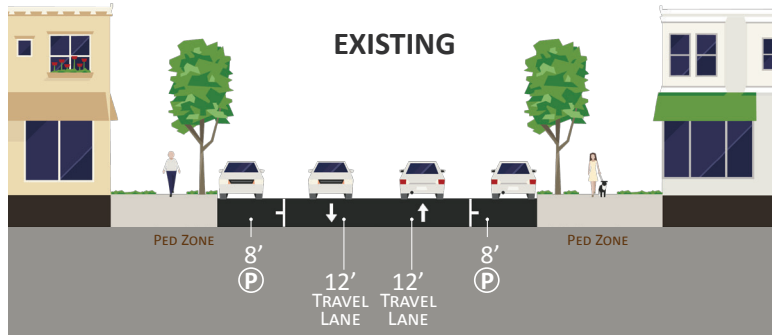 EXISTING
PED ZONE
PED ZONE
8’
P
12’
TRAVEL
LANE
12’
TRAVEL
LANE
8’
P